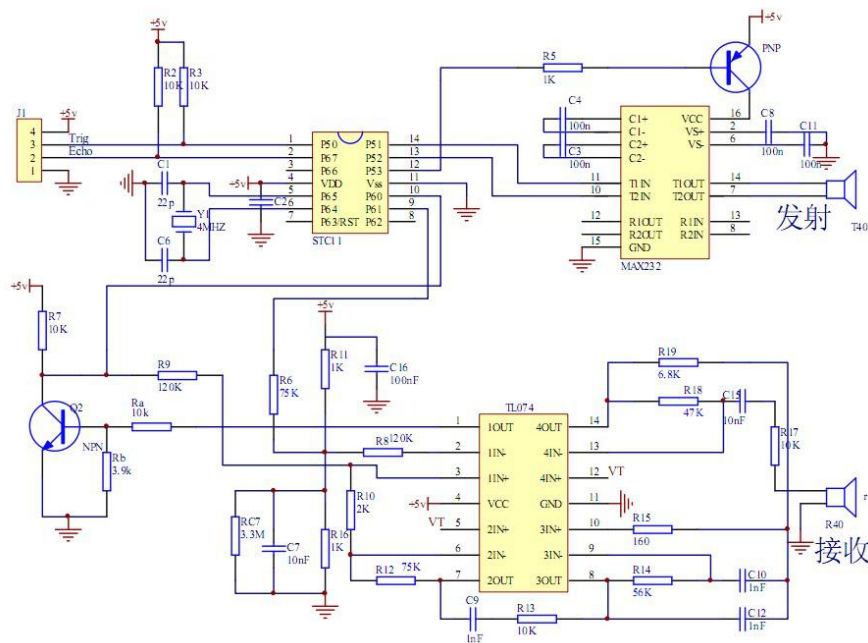 +5v
+5v
PNP
R2
10K
R3
10K
R5
1K
J1
+5v
4
3
2
1
Trig
Echo
C1
22p
Y1
4MHZ
C6
22p
+5v
C2
1 P50 P51 14
2 P67 P52 13
3 P66 P53 12
4 VDD Vss 11
5 P65 P60 10
6 P64 P61 9
7 P63/RST P62 8
STC11
C4
100n
C3
100n
C1+ VCC 16
C1- VS+ 2
C2+ VS- 6
C2-
11 T1IN T1OUT 14
10 T2IN T2OUT 7
12 R1OUT R1IN 13
9 R2OUT R2IN 8
15 GND
MAX232
C8
100n
C11
100n
发射
T40
+5v
R7
10K
R9
120K
Q2
NPN
Ra
10k
Rb
3.9k
R6
75K
+5v
R11
1K
C16
100nF
R8
120K
RC7
3.3M
C7
10nF
R16
1K
R10
2K
R12
75K
C9
1nF
R13
10K
TL074
1 1OUT 4OUT 14
2 1IN- 4IN- 13
3 1IN+ 4IN+ 12 VT
+5v 4 VCC GND 11
VT 5 2IN+ 3IN+ 10
6 2IN- 3IN- 9
7 2OUT 3OUT 8
R19
6.8K
R18
47K
C15
10nF
R17
10K
R15
160
R14
56K
C10
1nF
C12
1nF
r
R40
接收